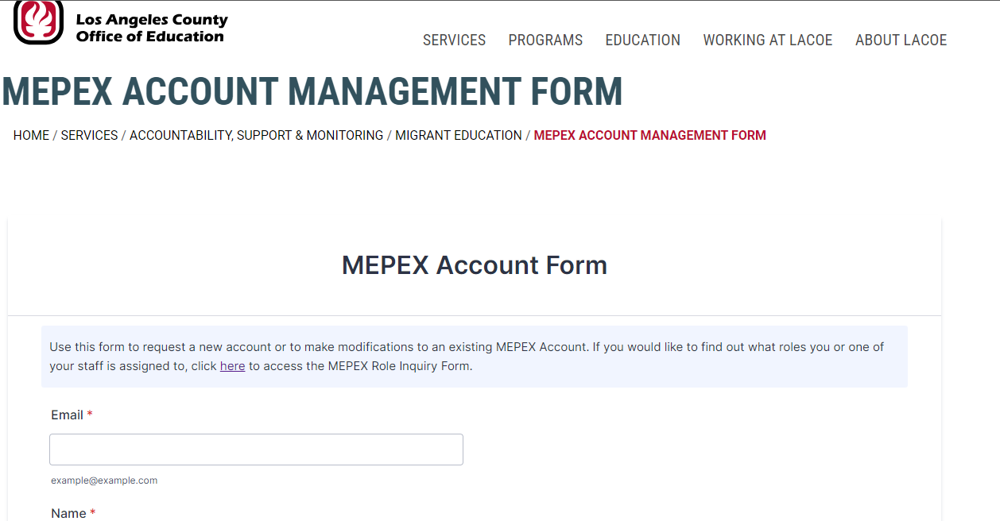 Los Angeles County
Office of Education
SERVICES PROGRAMS EDUCATION WORKING AT LACOE ABOUT LACOE
MEPEX ACCOUNT MANAGEMENT FORM
HOME / SERVICES / ACCOUNTABILITY, SUPPORT & MONITORING / MIGRANT EDUCATION / MEPEX ACCOUNT MANAGEMENT FORM
MEPEX Account Form
Use this form to request a new account or to make modifications to an existing MEPEX Account. If you would like to find out what roles you or one of
your staff is assigned to, click here to access the MEPEX Role Inquiry Form.
Email *
example@example.com
Name *